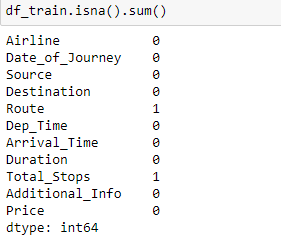 df_train.isna().sum()
Airline 0
Date_of_Journey 0
Source 0
Destination 0
Route 1
Dep_Time 0
Arrival_Time 0
Duration 0
Total_Stops 1
Additional_Info 0
Price 0
dtype: int64